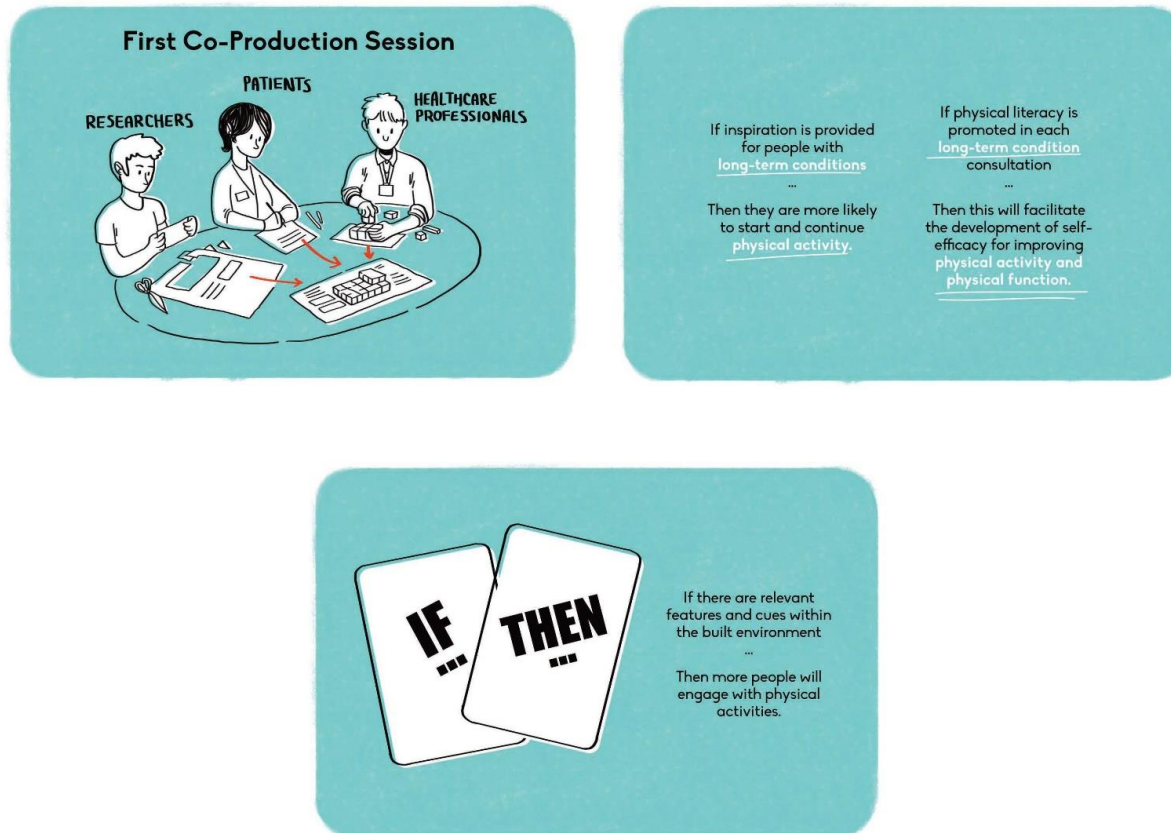 First Co-Production Session
PATIENTS
RESEARCHERS
HEALTHCARE
PROFESSIONALS
If inspiration is provided
for people with
long-term conditions
...
Then they are more likely
to start and continue
physical activity.
If physical literacy is
promoted in each
long-term condition
consultation
...
Then this will facilitate
the development of self-
efficacy for improving
physical activity and
physical function.
IF
...
THEN
...
If there are relevant
features and cues within
the built environment
...
Then more people will
engage with physical
activities.